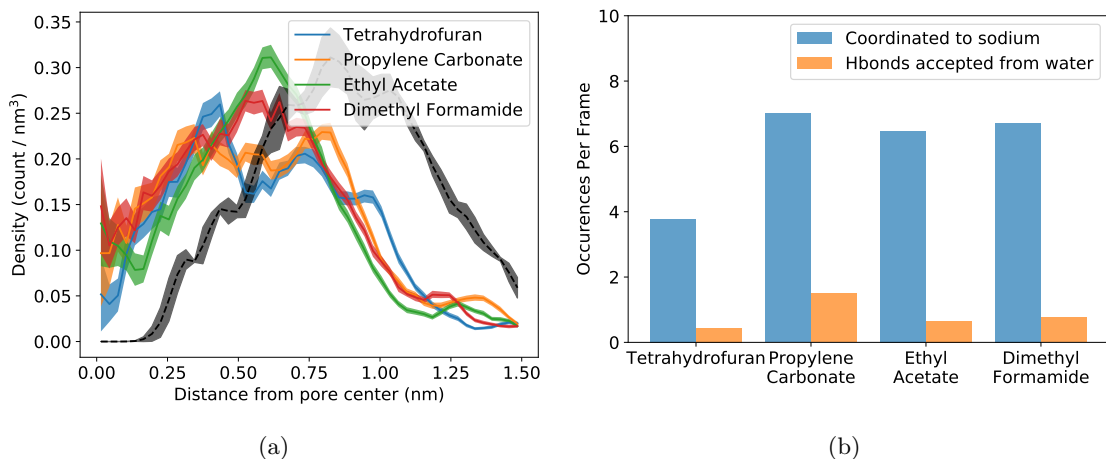 0.35
0.30
0.25
0.20
0.15
0.10
0.05
0.00
Density (count / nm³)
Tetrahydrofuran
Propylene Carbonate
Ethyl Acetate
Dimethyl Formamide
0.00 0.25 0.50 0.75 1.00 1.25 1.50
Distance from pore center (nm)
(a)
10
8
6
4
2
0
Occurences Per Frame
Coordinated to sodium
Hbonds accepted from water
Tetrahydrofuran Propylene Ethyl Dimethyl
Carbonate Acetate Formamide
(b)